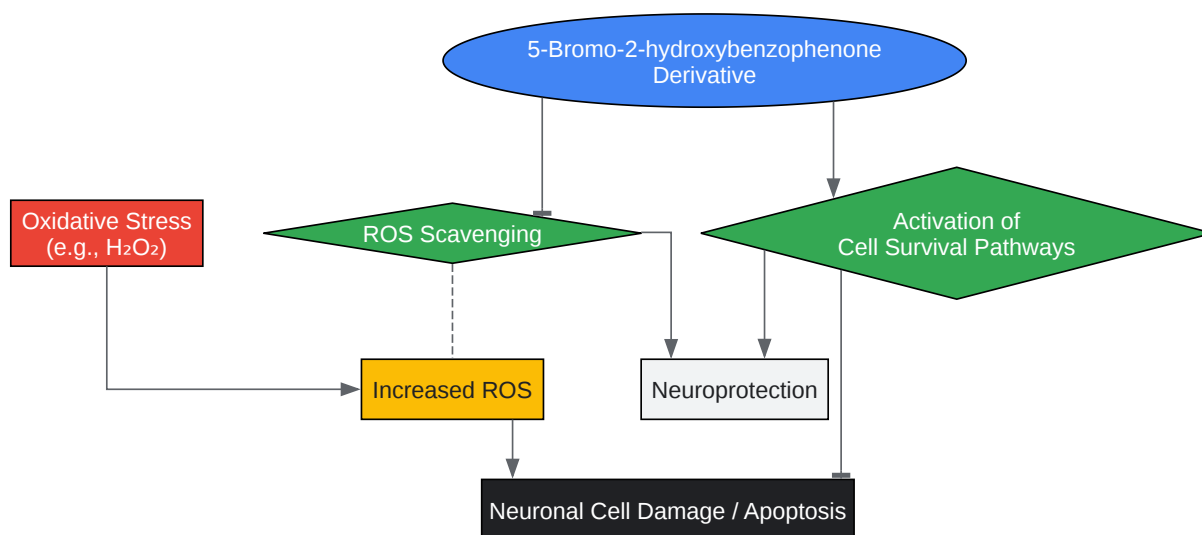 5-Bromo-2-hydroxybenzophenone
Derivative
Oxidative Stress
(e.g., H₂O₂)
ROS Scavenging
Activation of
Cell Survival Pathways
Increased ROS
Neuroprotection
Neuronal Cell Damage / Apoptosis